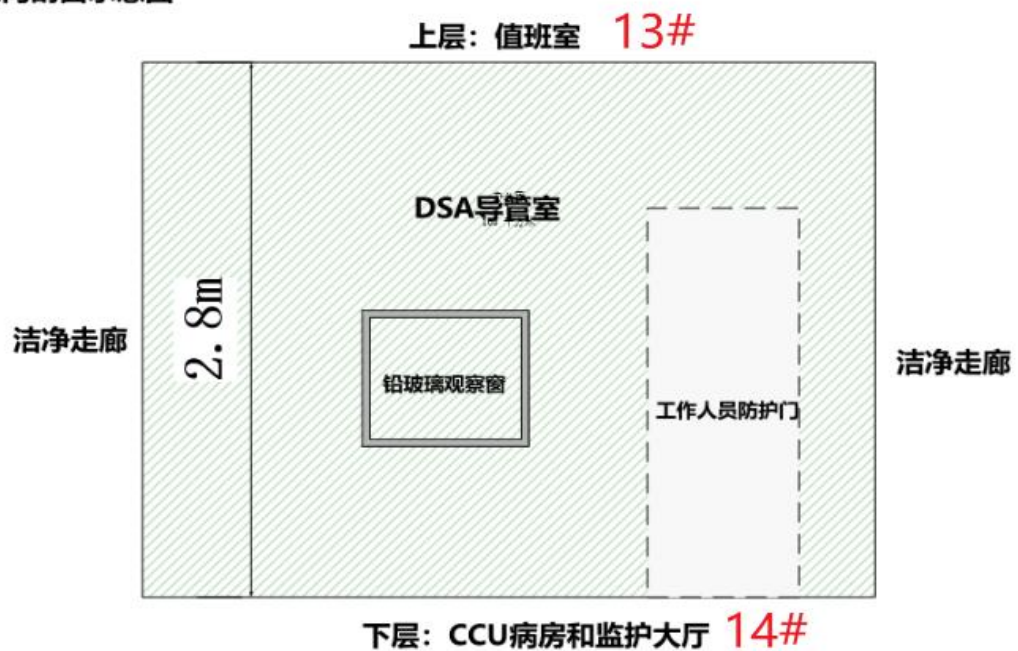 上层：值班室 13#
DSA导管室
2.8m
洁净走廊
洁净走廊
铅玻璃观察窗
工作人员防护门
下层：CCU病房和监护大厅 14#